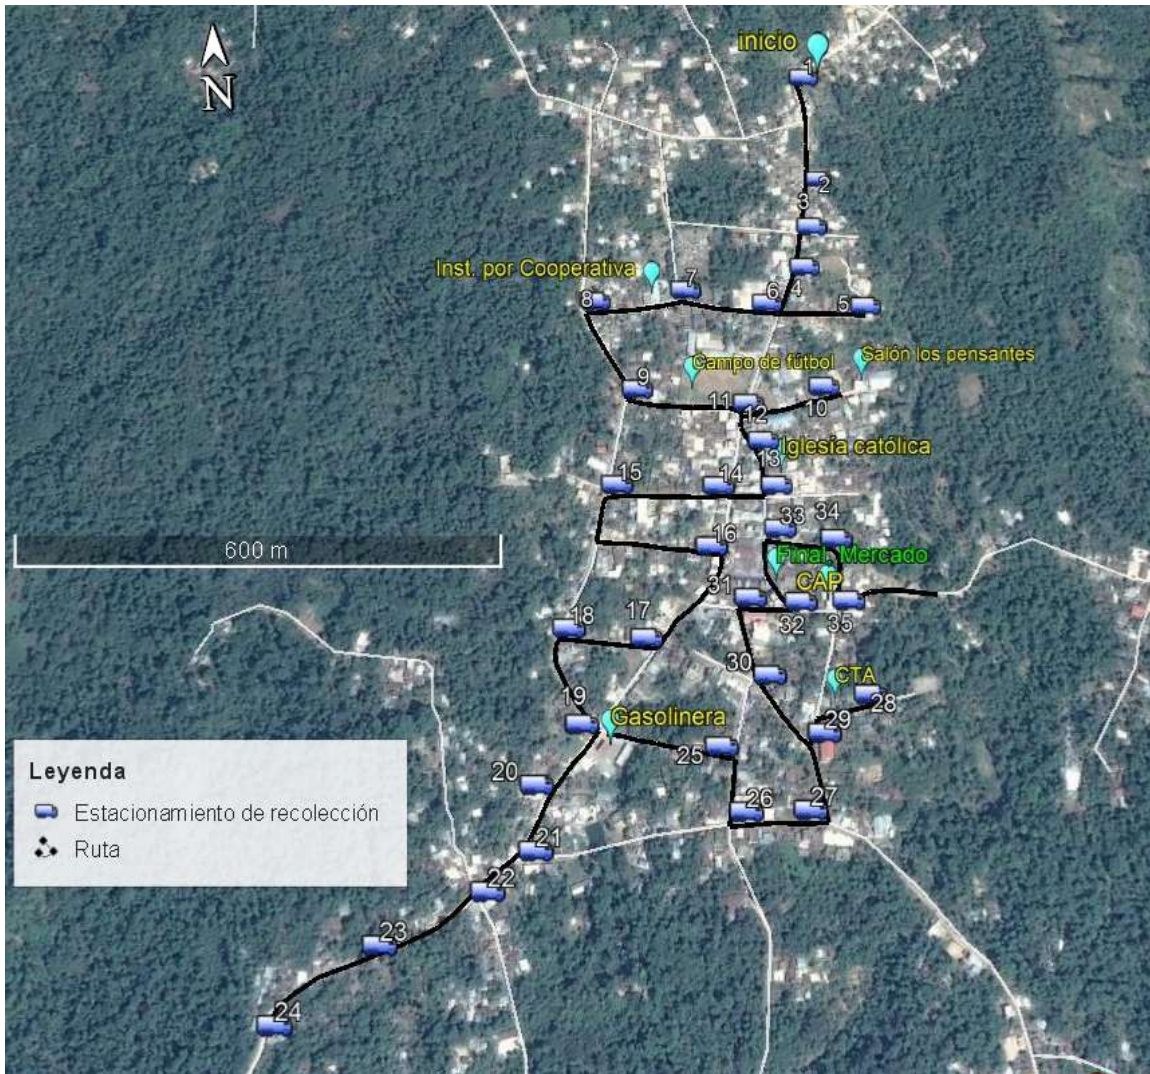 inicio
1
N
2
3
4
Inst. por Cooperativa
7
8
6
5
Campo de fútbol
Salón los pensantes
9
10
11
12
Iglesía católica
13
14
15
33
34
16
600 m
Final, Mercado
CAP
31
32
35
18
17
30
CTA
28
19
Gasolinera
29
25
20
26
27
21
22
23
24
Leyenda
Estacionamiento de recolección
Ruta